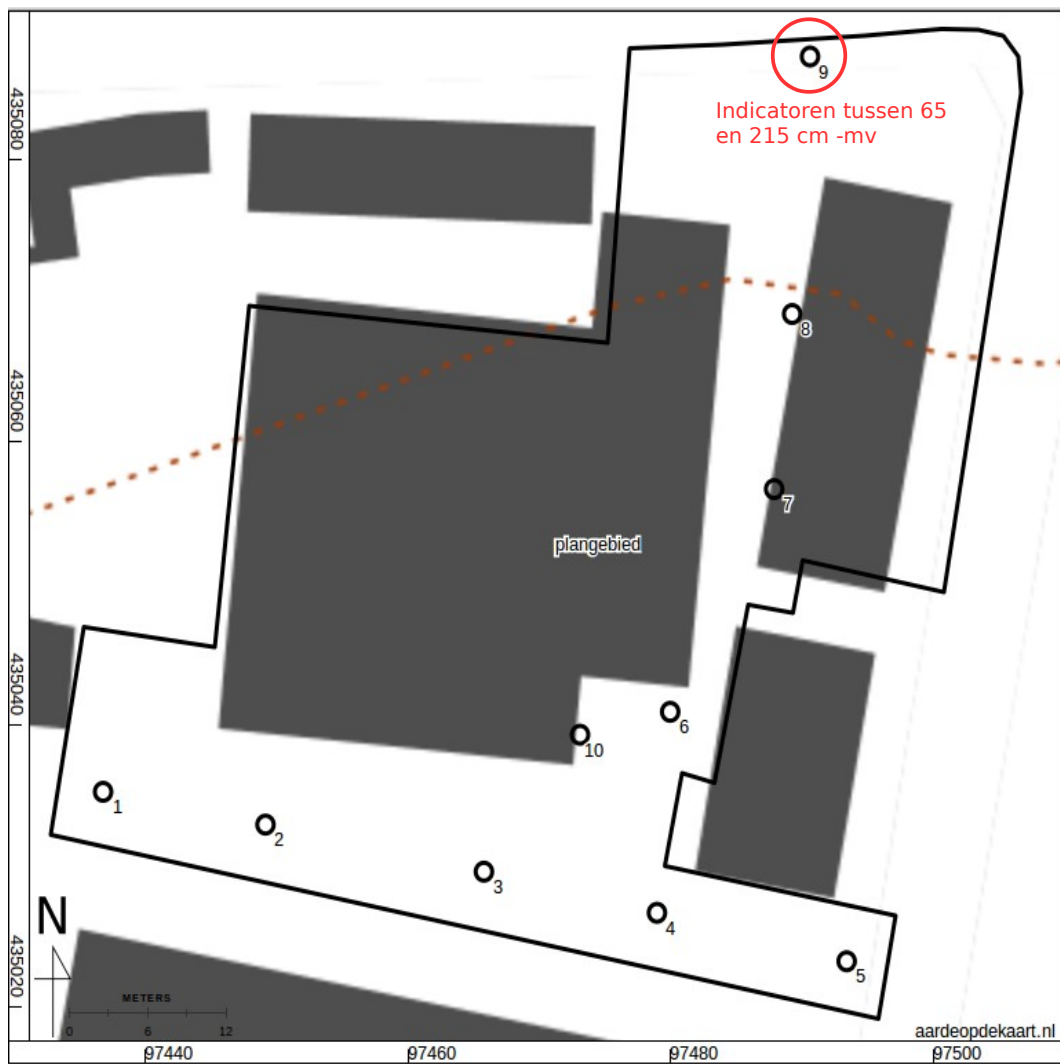 9
Indicatoren tussen 65
en 215 cm -mv
435080
8
435060
7
plangebied
435040
6
10
1
2
3
4
N
5
435020
METERS
0 6 12
aardeopdekaart.nl
97440 97460 97480 97500